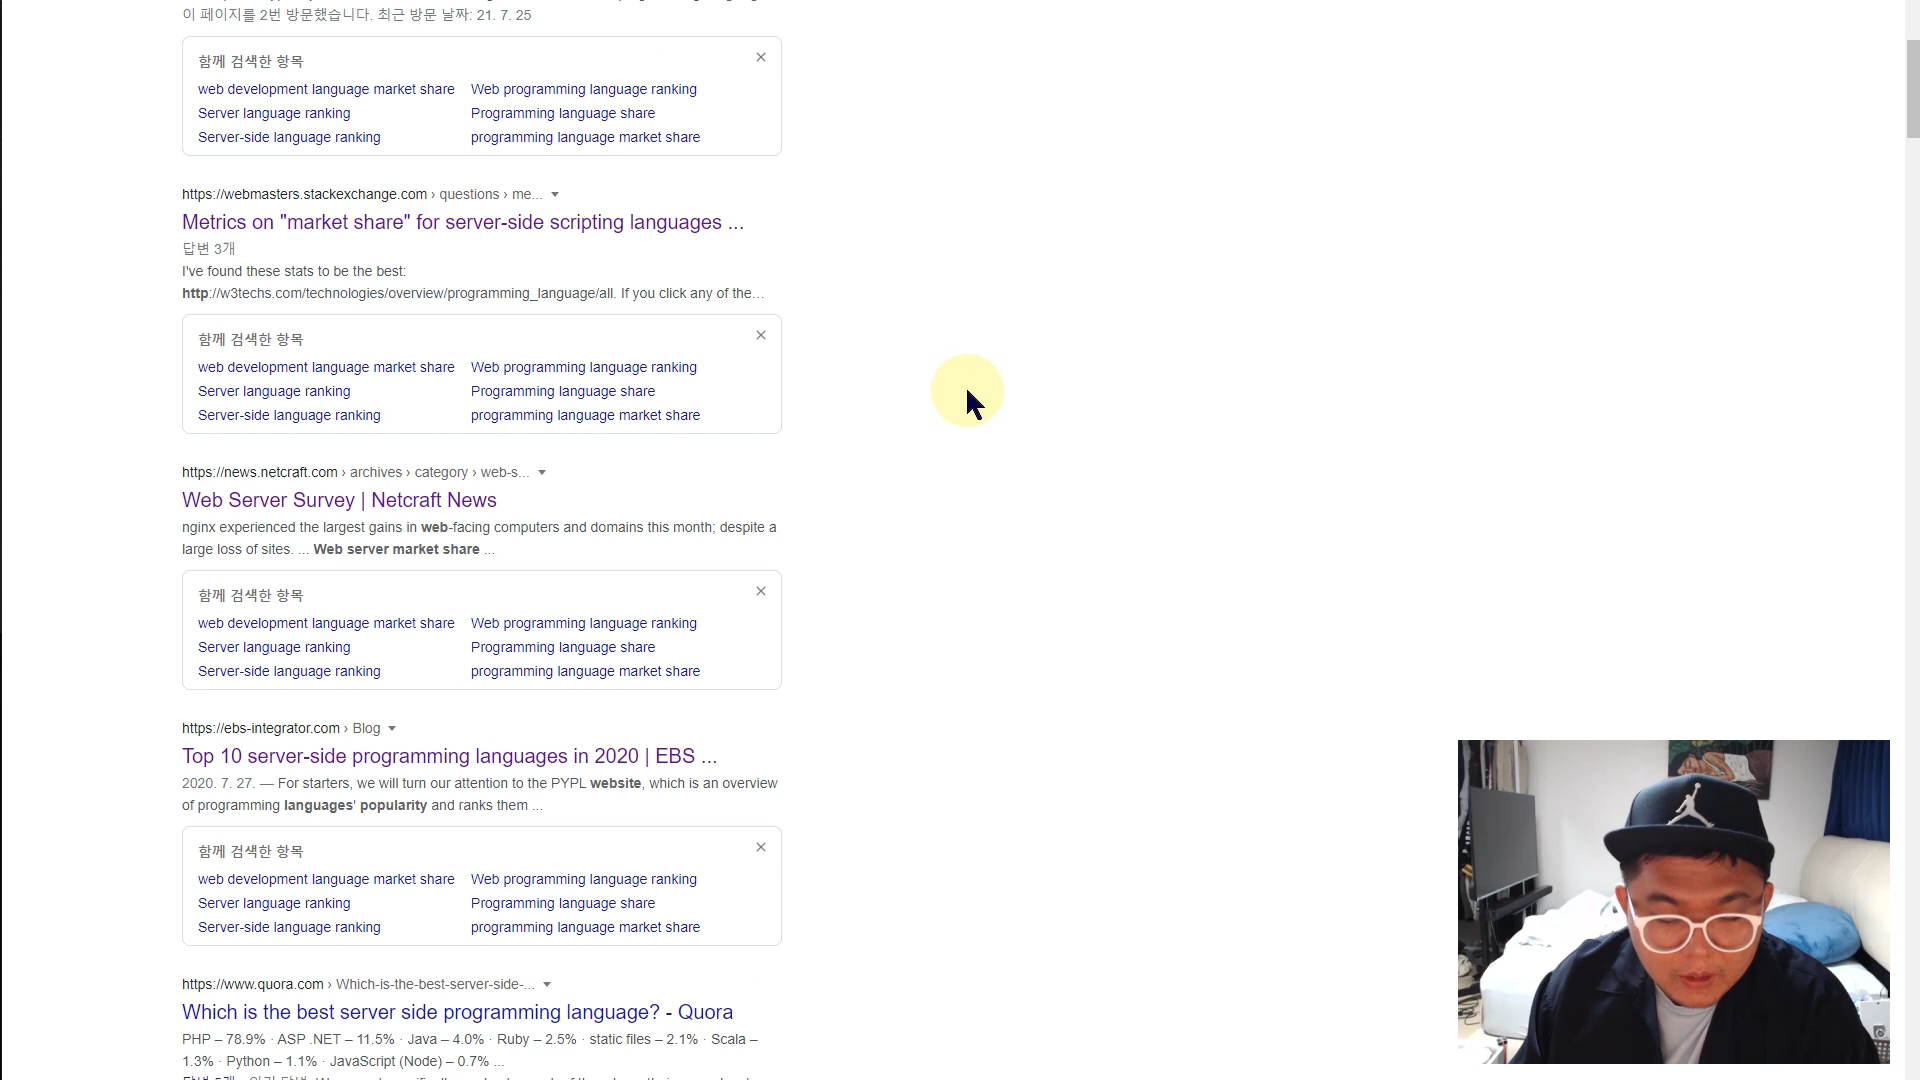 이 페이지를 2번 방문했습니다. 최근 방문 날짜: 21. 7. 25
함께 검색한 항목
web development language market share Web programming language ranking
Server language ranking Programming language share
Server-side language ranking programming language market share
https://webmasters.stackexchange.com › questions › me...
Metrics on "market share" for server-side scripting languages ...
답변 3개
I've found these stats to be the best:
http://w3techs.com/technologies/overview/programming_language/all. If you click any of the...
함께 검색한 항목
web development language market share Web programming language ranking
Server language ranking Programming language share
Server-side language ranking programming language market share
https://news.netcraft.com › archives › category › web-s...
Web Server Survey | Netcraft News
nginx experienced the largest gains in web-facing computers and domains this month; despite a
large loss of sites. ... Web server market share ...
함께 검색한 항목
web development language market share Web programming language ranking
Server language ranking Programming language share
Server-side language ranking programming language market share
https://ebs-integrator.com › Blog
Top 10 server-side programming languages in 2020 | EBS ...
2020. 7. 27. — For starters, we will turn our attention to the PYPL website, which is an overview
of programming languages' popularity and ranks them ...
함께 검색한 항목
web development language market share Web programming language ranking
Server language ranking Programming language share
Server-side language ranking programming language market share
https://www.quora.com › Which-is-the-best-server-side-...
Which is the best server side programming language? - Quora
PHP – 78.9% · ASP .NET – 11.5% · Java – 4.0% · Ruby – 2.5% · static files – 2.1% · Scala –
1.3% · Python – 1.1% · JavaScript (Node) – 0.7% ...